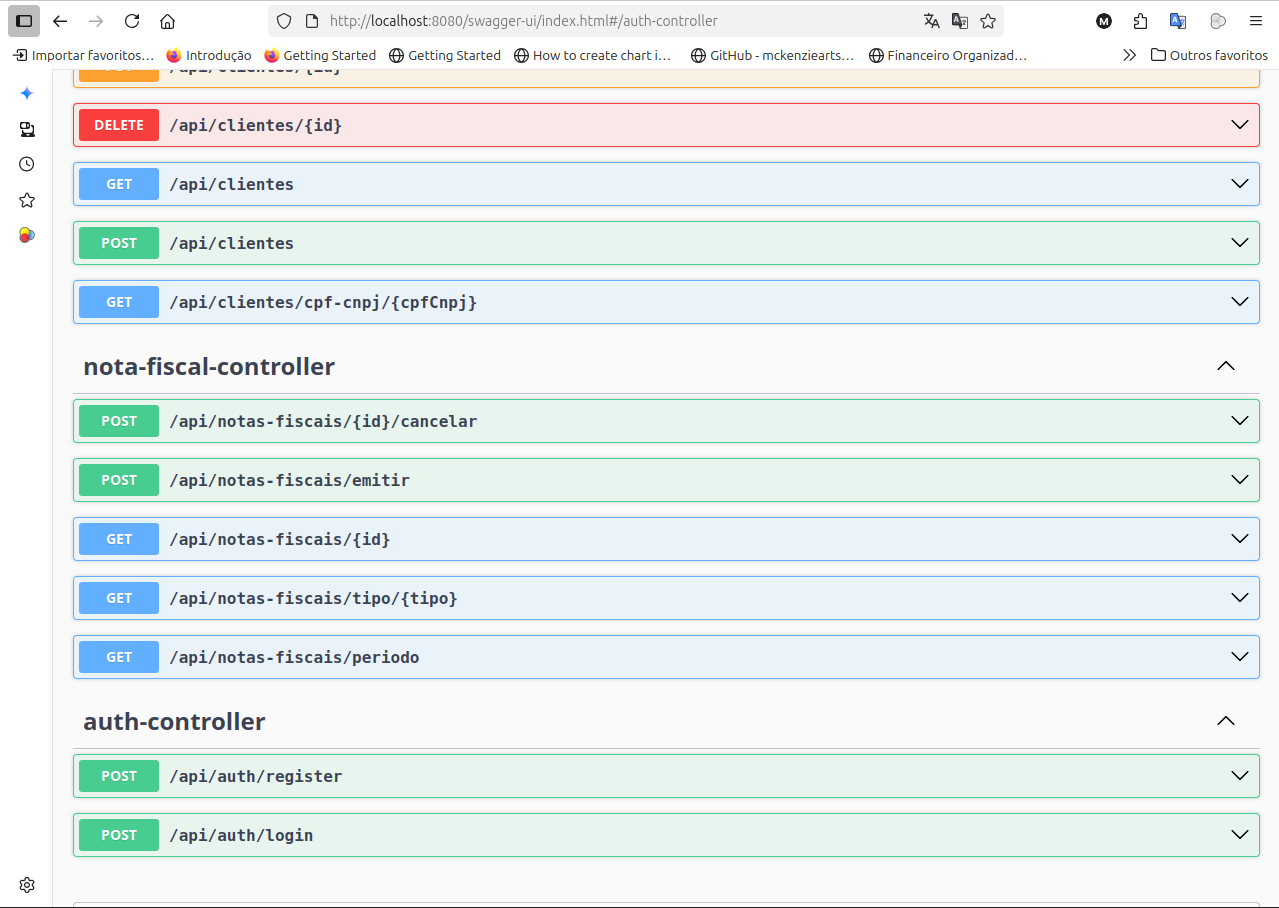 http://localhost:8080/swagger-ui/index.html#/auth-controller
M
Importar favoritos… Introdução Getting Started Getting Started How to create chart i… GitHub - mckenziearts… Financeiro Organizad… Outros favoritos
/api/clientes/{id}
DELETE /api/clientes/{id}
GET /api/clientes
POST /api/clientes
GET /api/clientes/cpf-cnpj/{cpfCnpj}
nota-fiscal-controller
POST /api/notas-fiscais/{id}/cancelar
POST /api/notas-fiscais/emitir
GET /api/notas-fiscais/{id}
GET /api/notas-fiscais/tipo/{tipo}
GET /api/notas-fiscais/periodo
auth-controller
POST /api/auth/register
POST /api/auth/login